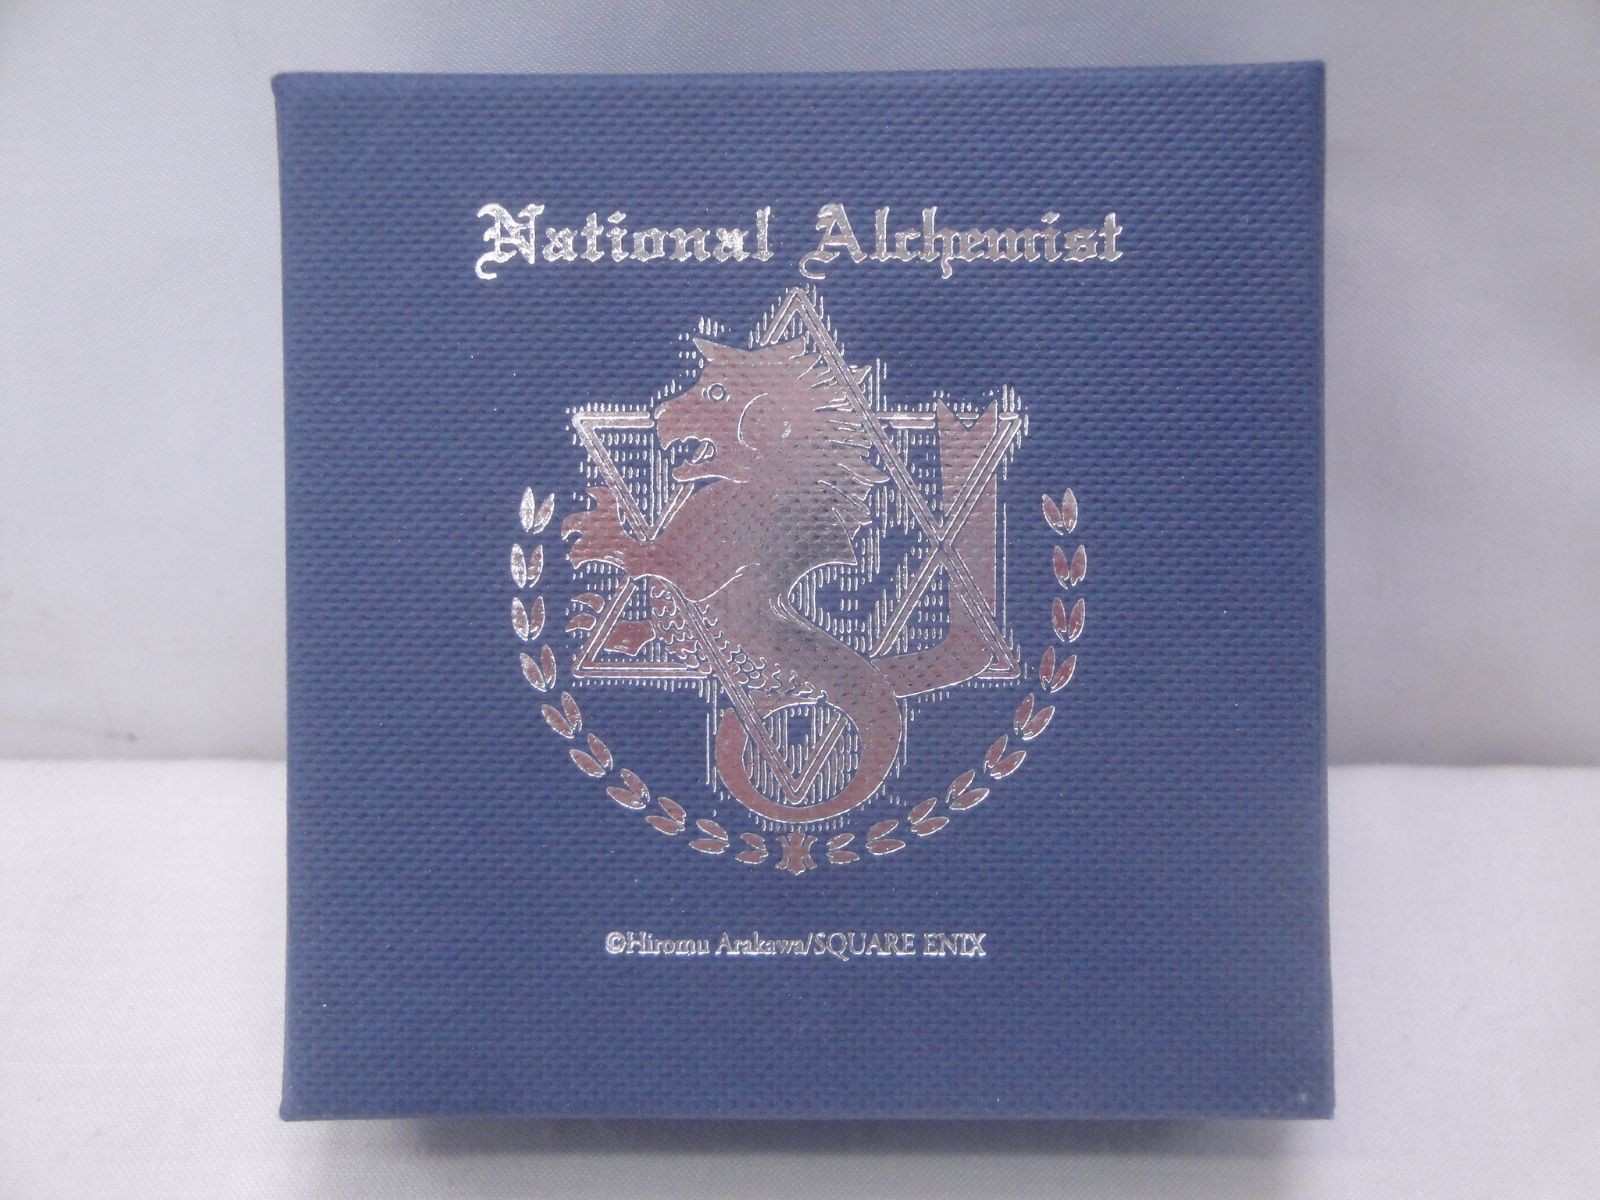 National Alchemist
©Hiromu Arakawa/SQUARE ENIX